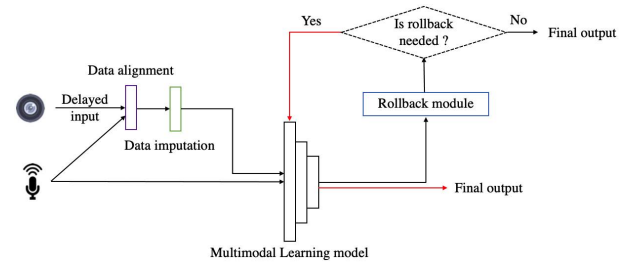 Yes
Is rollback
needed ?
No
Final output
Data alignment
Delayed
input
Rollback module
Data imputation
Final output
Multimodal Learning model